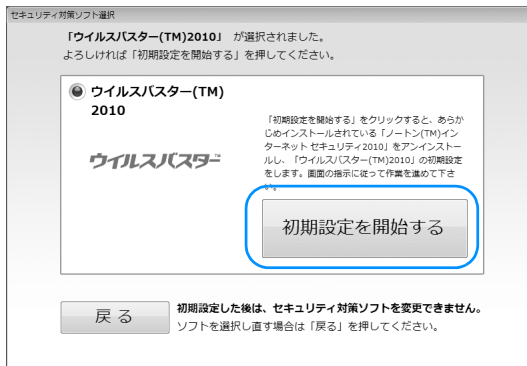 セキュリティ対策ソフト選択
「ウイルスバスター(TM)2010」 が選択されました。
よろしければ「初期設定を開始する」を押してください。
ウイルスバスター(TM)
2010
「初期設定を開始する」をクリックすると、あらか
じめインストールされている「ノートン(TM)イン
ターネット セキュリティ2010」をアンインストー
ルし、「ウイルスバスター(TM)2010」の初期設定
をします。画面の指示に従って作業を進めて下さ
い。
ウイルスバスター™
初期設定を開始する
戻る
初期設定した後は、セキュリティ対策ソフトを変更できません。
ソフトを選択し直す場合は「戻る」を押してください。